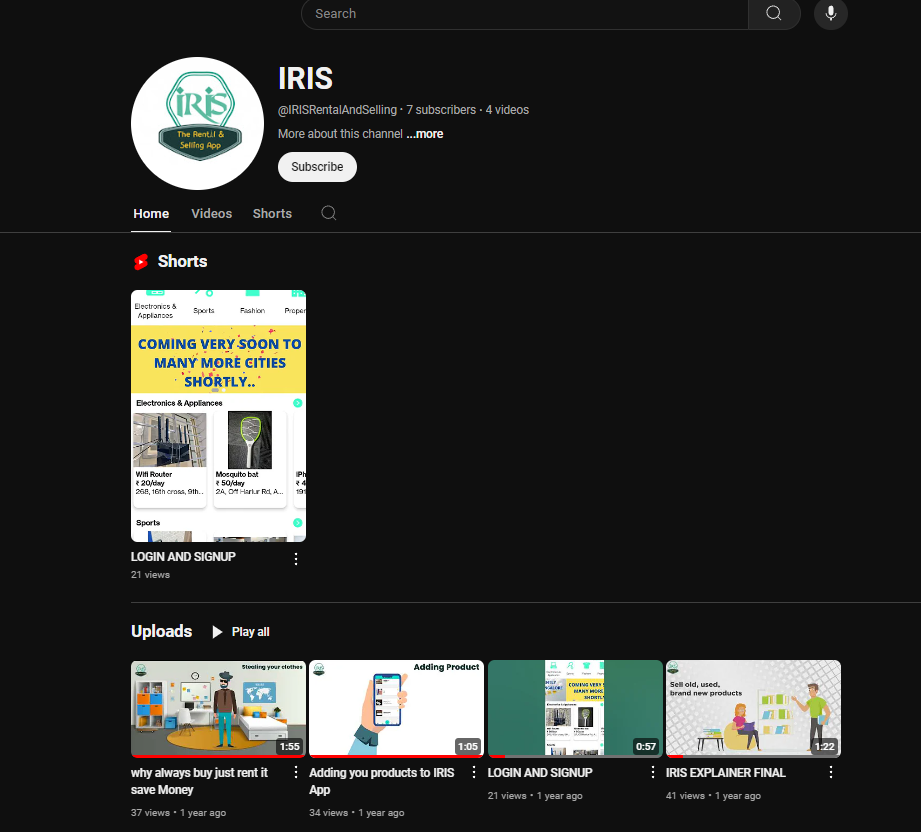 Search
IRIS
iRiS
The Rental &
Selling App
@IRISRentalAndSelling · 7 subscribers · 4 videos
More about this channel ...more
Subscribe
Home Videos Shorts
Shorts
Electronics &
Appliances
Sports
Fashion
Proper
COMING VERY SOON TO
MANY MORE CITIES
SHORTLY..
Electronics & Appliances
Wifi Router
₹ 20/day
268, 16th cross, 9th...
Mosquito bat
₹ 50/day
2A, Off Harlur Rd, A...
iPh
₹ 4
191
Sports
LOGIN AND SIGNUP
21 views
Uploads Play all
Stealing your clothes
SALES
1:55
why always buy just rent it
save Money
37 views • 1 year ago
Adding Product
1:05
Adding you products to IRIS
App
34 views • 1 year ago
COMING VERY S
MANY MORE
SHORTL
0:57
LOGIN AND SIGNUP
21 views • 1 year ago
Sell old, used,
brand new products
1:22
IRIS EXPLAINER FINAL
41 views • 1 year ago